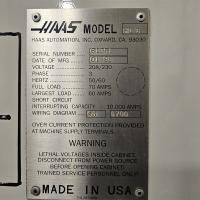 HAAS MODEL
HAAS AUTOMATION, INC. OXNARD, CA. 93030
SERIAL NUMBER
DATE OF MFG.
VOLTAGE 208/230
PHASE 3
HERTZ 50/60
FULL LOAD 70 AMPS
LARGEST LOAD 60 AMPS
SHORT CIRCUIT
INTERRUPTING CAPACITY 10,000 AMPS
WIRING DIAGRAM
OVER CURRENT PROTECTION PROVIDED
AT MACHINE SUPPLY TERMINALS.
WARNING
LETHAL VOLTAGES INSIDE CABINET.
DISCONNECT FROM POWER SOURCE
BEFORE OPENING CABINET!
TRAINED SERVICE PERSONNEL ONLY
MADE IN USA